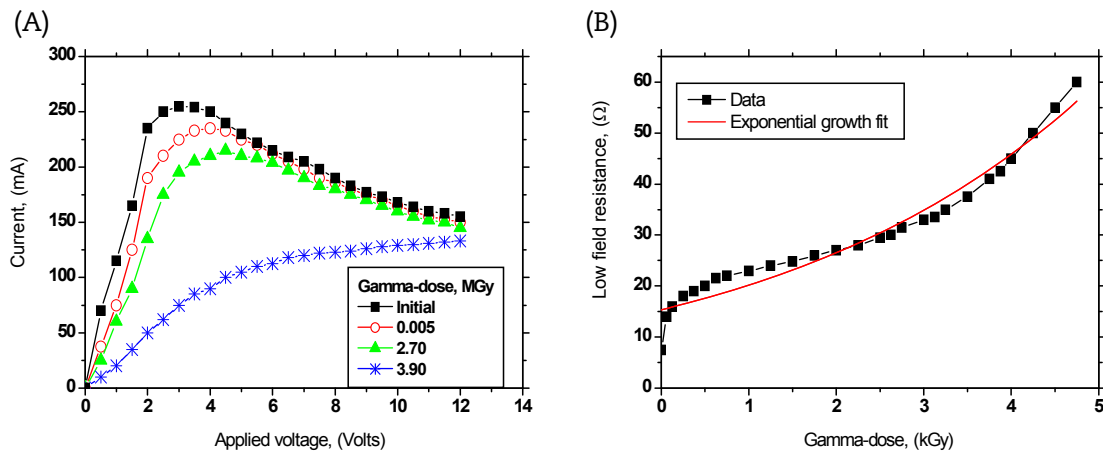 (A)
300
250
200
150
100
50
0
Current, (mA)
Gamma-dose, MGy
Initial
0.005
2.70
3.90
0 2 4 6 8 10 12 14
Applied voltage, (Volts)
(B)
60
50
40
30
20
10
0
Low field resistance, (Ω)
Data
Exponential growth fit
0 1 2 3 4 5
Gamma-dose, (kGy)